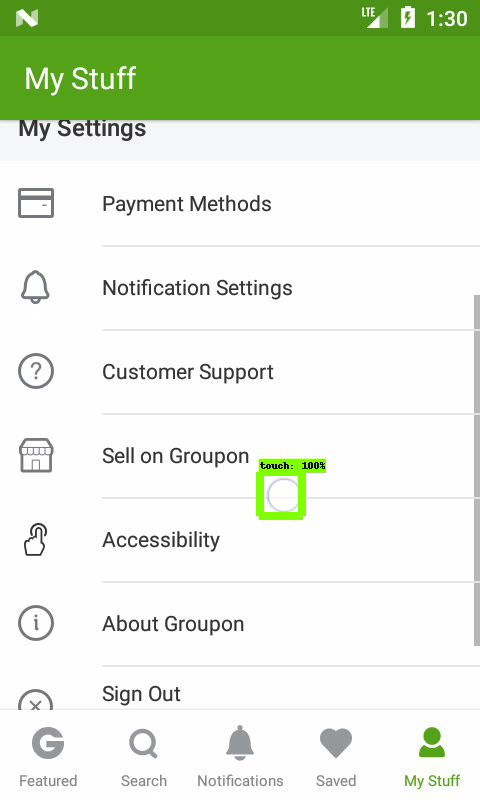 LTE 1:30
My Stuff
My Settings
Payment Methods
Notification Settings
Customer Support
Sell on Groupon
touch: 100%
Accessibility
About Groupon
Sign Out
Featured Search Notifications Saved My Stuff